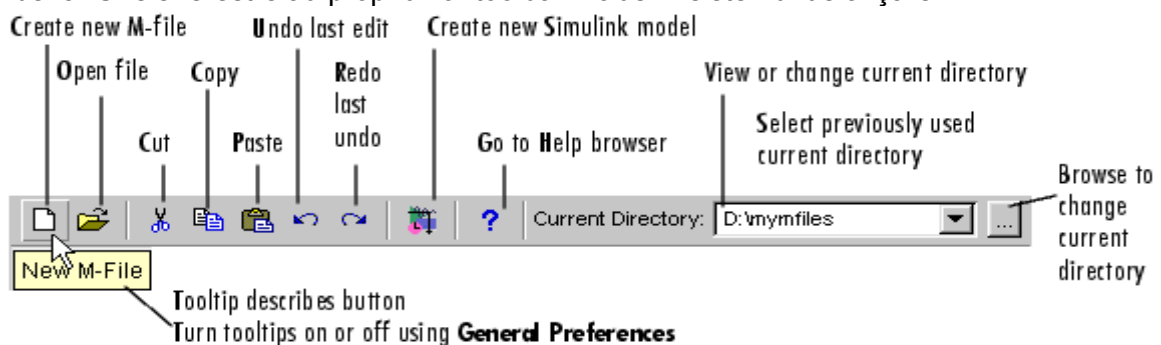 Create new M-file
Undo last edit
Create new Simulink model
Open file
Copy
Redo
last
undo
View or change current directory
Cut
Paste
Go to Help browser
Select previously used
current directory
Browse to
change
current
directory
Current Directory: D:\mymfiles
...
New M-File
Tooltip describes button
Turn tooltips on or off using General Preferences